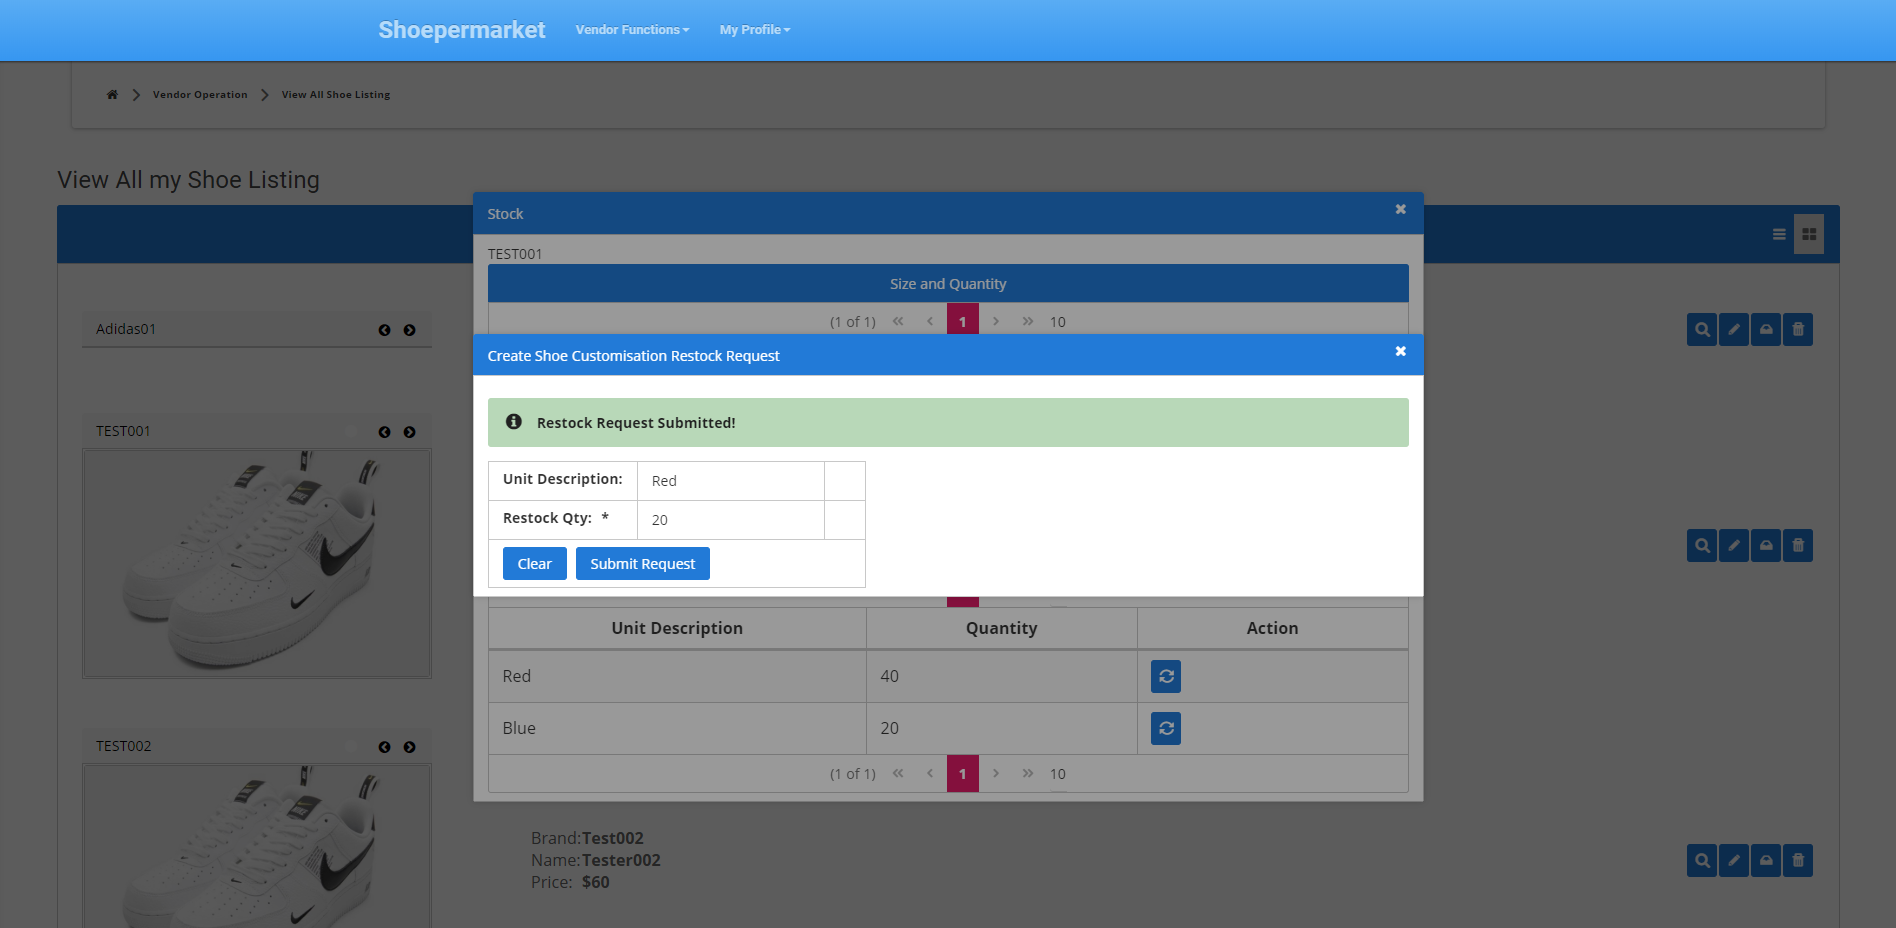 Shoepermarket Vendor Functions My Profile
Vendor Operation View All Shoe Listing
View All my Shoe Listing
Stock
TEST001
Size and Quantity
(1 of 1) 1 10
Create Shoe Customisation Restock Request
Restock Request Submitted!
Unit Description: Red
Restock Qty: * 20
Clear Submit Request
Unit Description Quantity Action
Red 40
Blue 20
(1 of 1) 1 10
Adidas01
TEST001
TEST002
Brand:Test002
Name:Tester002
Price: $60